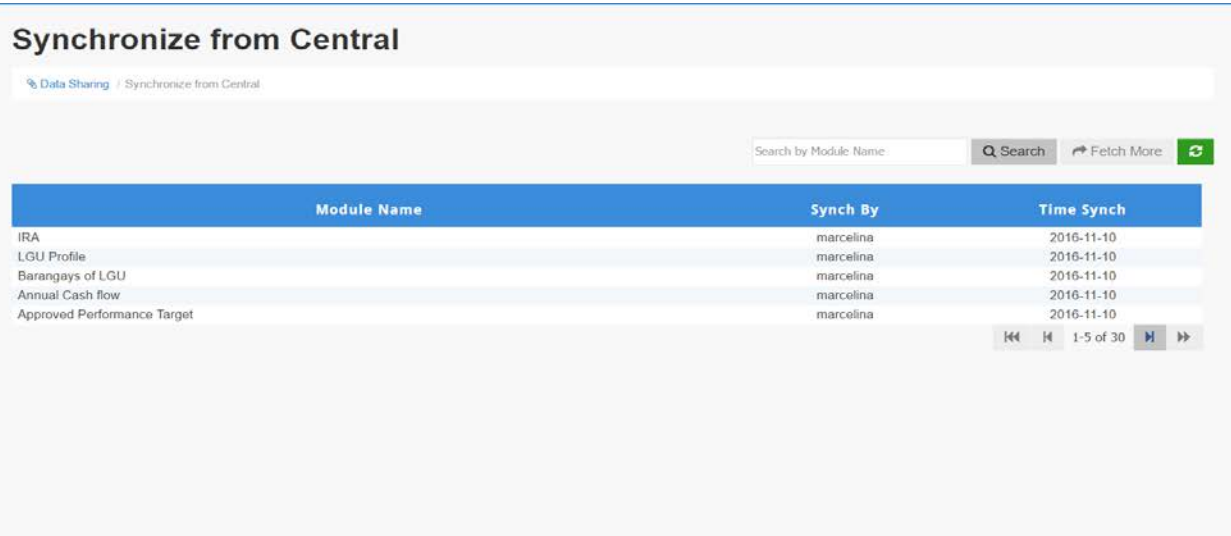 Synchronize from Central
Data Sharing / Synchronize from Central
Search by Module Name Search Fetch More
Module Name Synch By Time Synch
IRA marcelina 2016-11-10
LGU Profile marcelina 2016-11-10
Barangays of LGU marcelina 2016-11-10
Annual Cash flow marcelina 2016-11-10
Approved Performance Target marcelina 2016-11-10
1-5 of 30